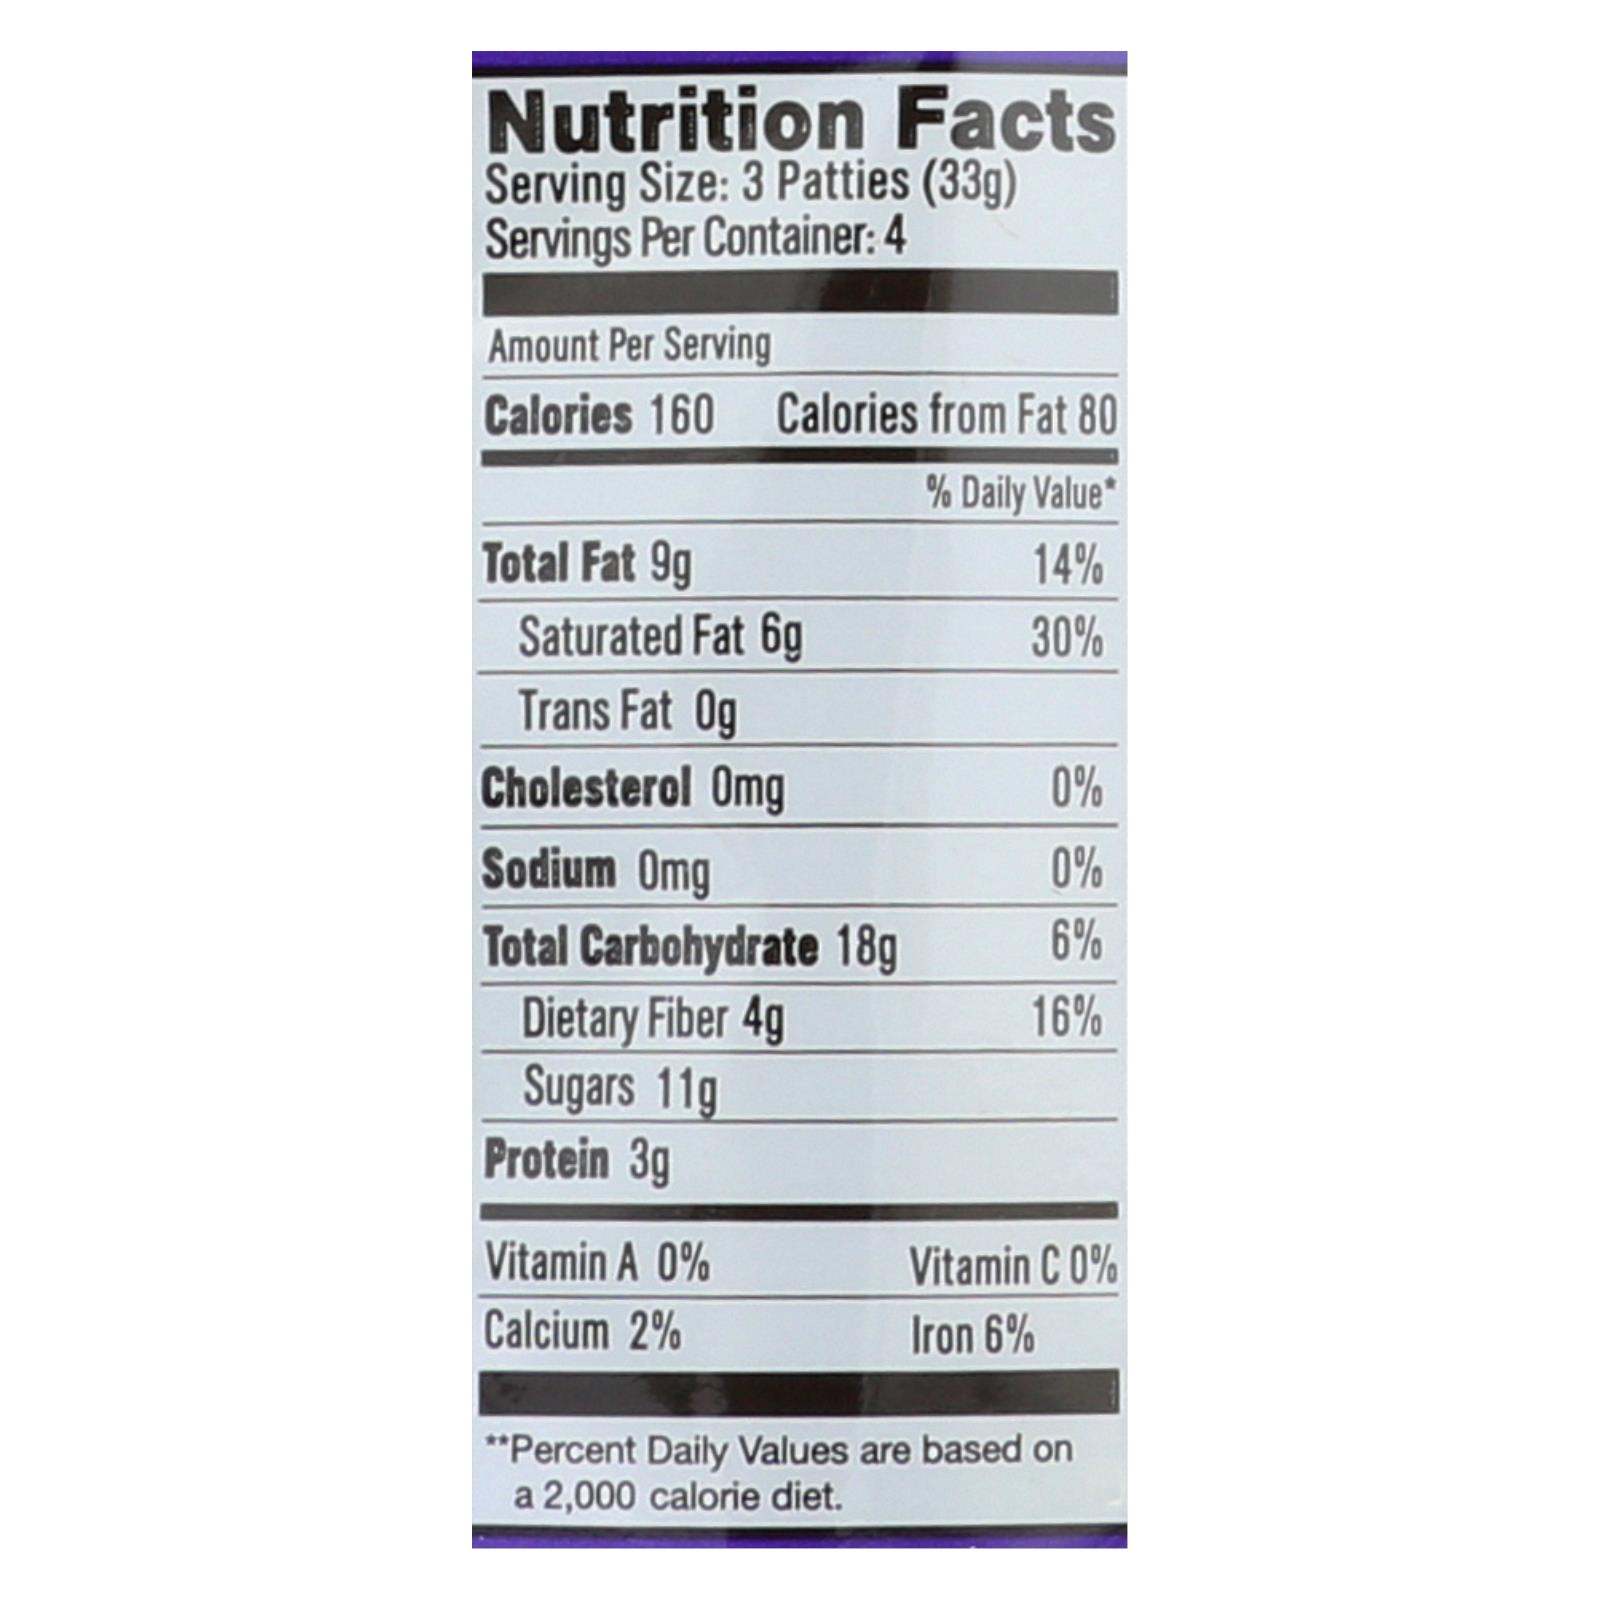 Nutrition Facts
Serving Size: 3 Patties (33g)
Servings Per Container: 4
Amount Per Serving
Calories 160 Calories from Fat 80
% Daily Value*
Total Fat 9g 14%
Saturated Fat 6g 30%
Trans Fat 0g
Cholesterol 0mg 0%
Sodium 0mg 0%
Total Carbohydrate 18g 6%
Dietary Fiber 4g 16%
Sugars 11g
Protein 3g
Vitamin A 0% Vitamin C 0%
Calcium 2% Iron 6%
**Percent Daily Values are based on
a 2,000 calorie diet.